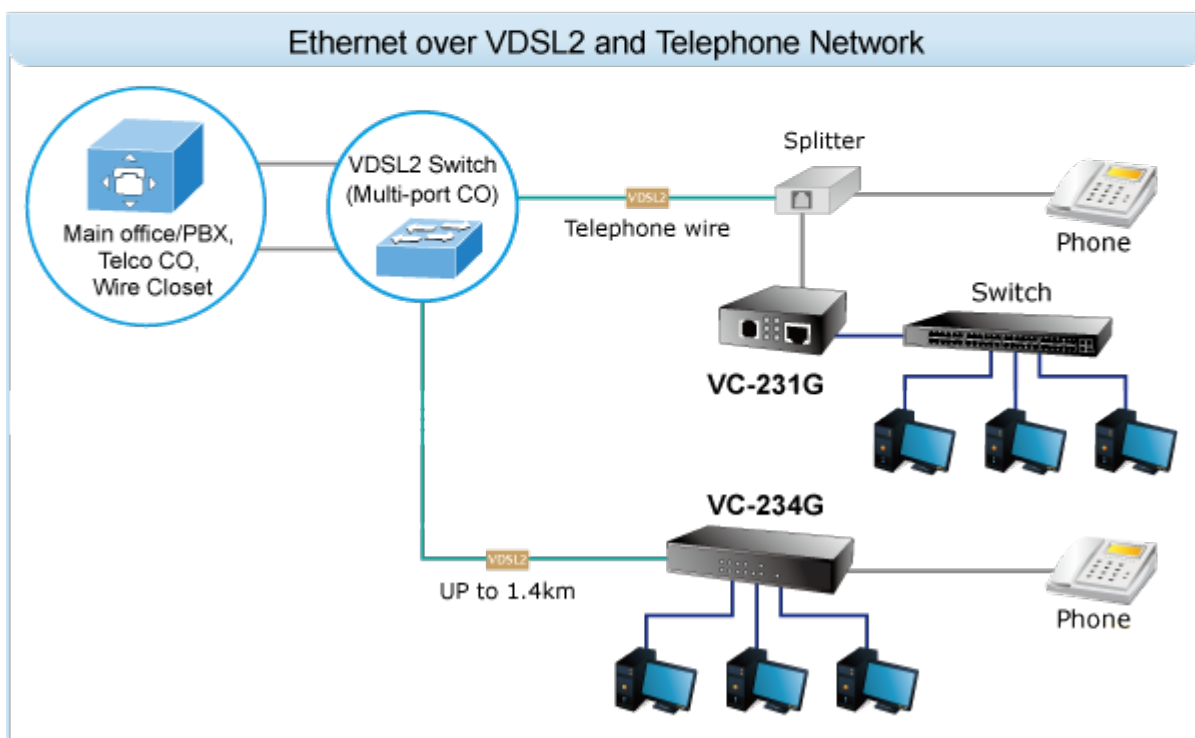 Ethernet over VDSL2 and Telephone Network
Main office/PBX,
Telco CO,
Wire Closet
VDSL2 Switch
(Multi-port CO)
VDSL2
Telephone wire
Splitter
Phone
VC-231G
Switch
VDSL2
UP to 1.4km
VC-234G
Phone